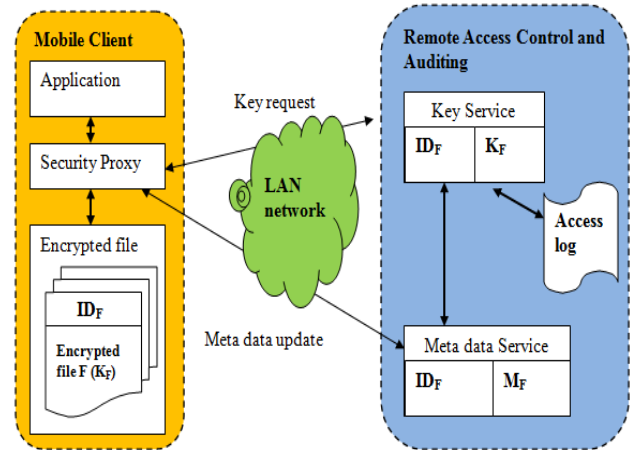 Mobile Client
Application
Security Proxy
Encrypted file
IDF
Encrypted
file F (KF)
Key request
LAN
network
Meta data update
Remote Access Control and
Auditing
Key Service
IDF KF
Access
log
Meta data Service
IDF MF